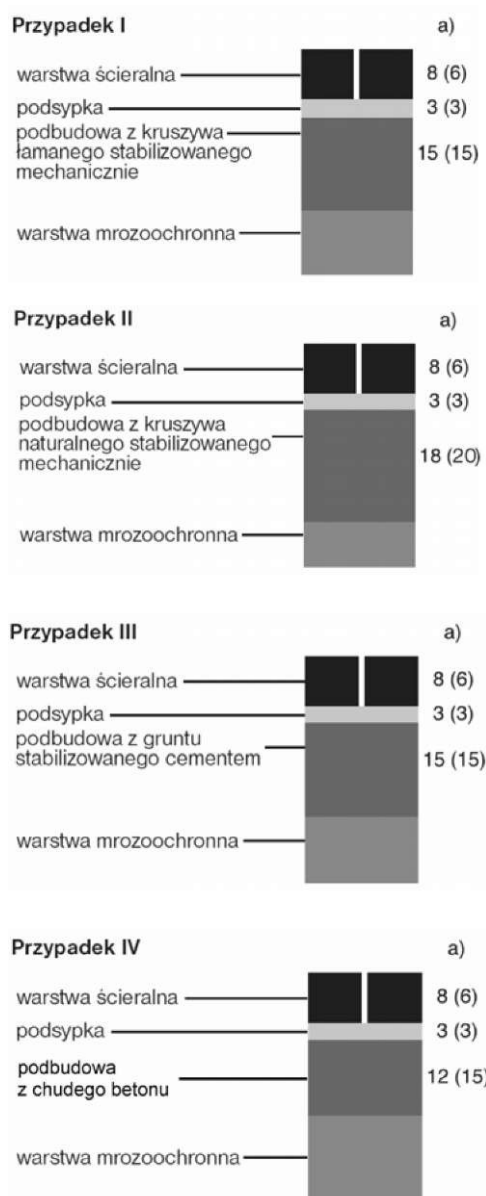 Przypadek I a)
warstwa ścieralna 8 (6)
podsypka 3 (3)
podbudowa z kruszywa
łamanego stabilizowanego 15 (15)
mechanicznie
warstwa mrozoochronna
Przypadek II a)
warstwa ścieralna 8 (6)
podsypka 3 (3)
podbudowa z kruszywa
naturalnego stabilizowanego 18 (20)
mechanicznie
warstwa mrozoochronna
Przypadek III a)
warstwa ścieralna 8 (6)
podsypka 3 (3)
podbudowa z gruntu
stabilizowanego cementem 15 (15)
warstwa mrozoochronna
Przypadek IV a)
warstwa ścieralna 8 (6)
podsypka 3 (3)
podbudowa 12 (15)
z chudego betonu
warstwa mrozoochronna